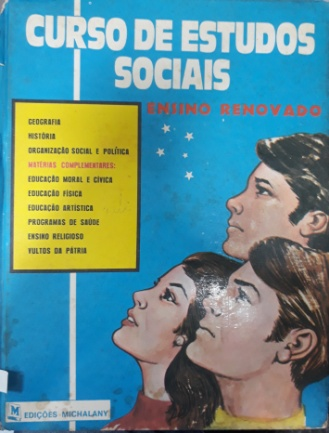 CURSO DE ESTUDOS
SOCIAIS
ENSINO RENOVADO
GEOGRAFIA
HISTÓRIA
ORGANIZAÇÃO SOCIAL E POLÍTICA
MATÉRIAS COMPLEMENTARES:
EDUCAÇÃO MORAL E CÍVICA
EDUCAÇÃO FÍSICA
EDUCAÇÃO ARTÍSTICA
PROGRAMAS DE SAÚDE
ENSINO RELIGIOSO
VULTOS DA PÁTRIA
M EDIÇÕES MICHALANY